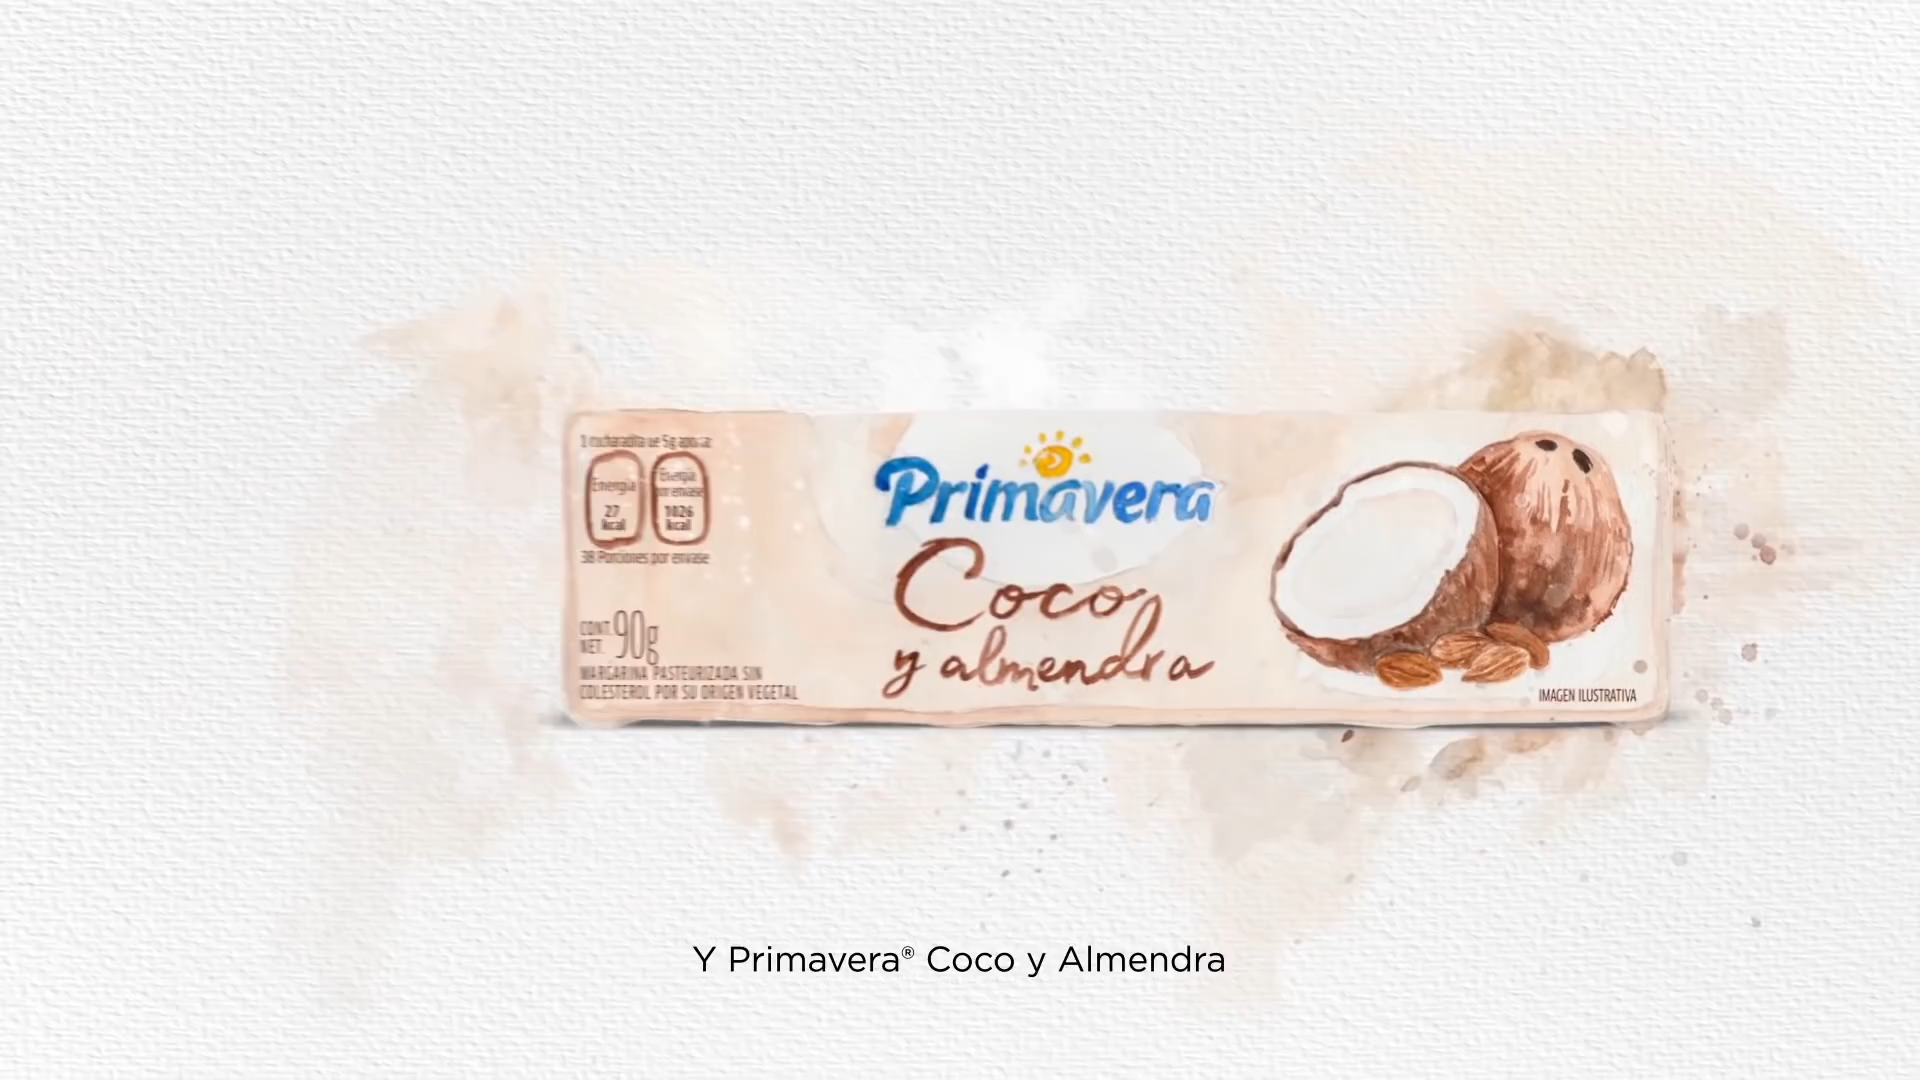 1 cucharadita de 5g aporta:
Energía
27
kcal
Energía
por envase
1026
kcal
38 Porciones por envase
CONT.
NET. 90g
MARGARINA PASTEURIZADA SIN
COLESTEROL POR SU ORIGEN VEGETAL
Primavera
Coco
y almendra
IMAGEN ILUSTRATIVA
Y Primavera® Coco y Almendra